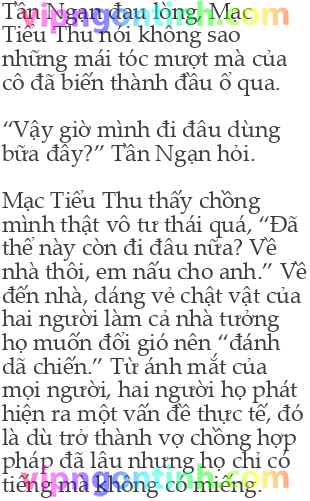 Tần Ngạn đau lòng, Mạc
Tiểu Thu nói không sao
những mái tóc mượt mà của
cô đã biến thành đầu ổ qua.
“Vậy giờ mình đi đâu dùng
bữa đây?” Tần Ngạn hỏi.
Mạc Tiểu Thu thấy chồng
mình thật vô tư thái quá, “Đã
thế này còn đi đâu nữa? Về
nhà thôi, em nấu cho anh.” Về
đến nhà, dáng vẻ chật vật của
hai người làm cả nhà tưởng
họ muốn đổi gió nên “đánh
dã chiến.” Từ ánh mắt của
mọi người, hai người họ phát
hiện ra một vấn đề thực tế, đó
là dù trở thành vợ chồng hợp
pháp đã lâu nhưng họ chỉ có
tiếng mà không có miếng.
vipngontinh.com
vipngontinh.com